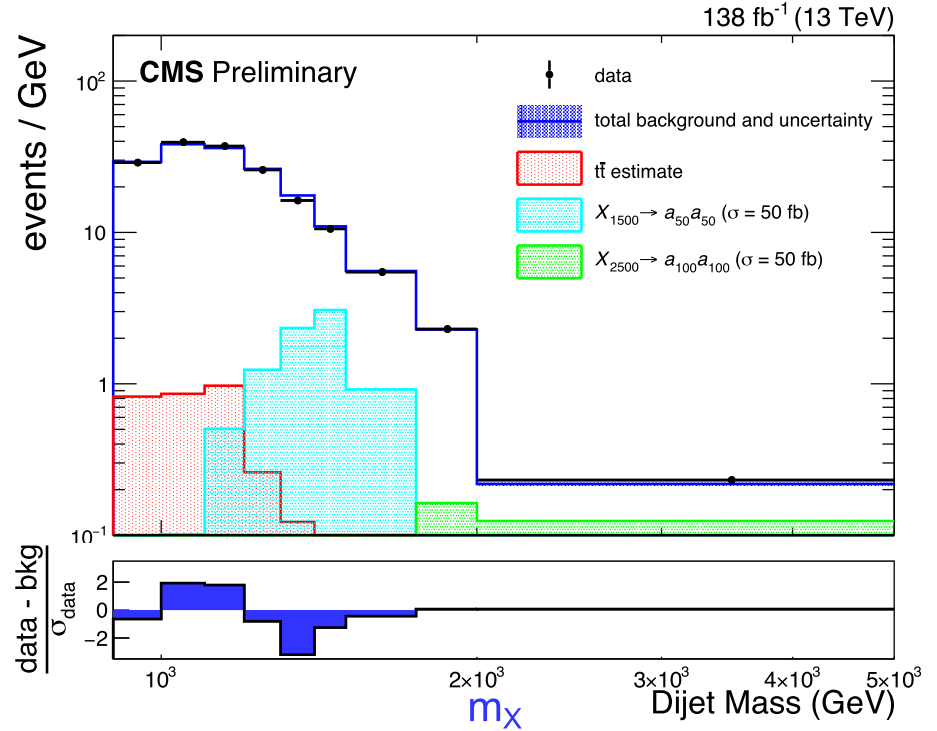 138 fb⁻¹ (13 TeV)
CMS Preliminary
events / GeV
10²
10
1
10⁻¹
data
total background and uncertainty
tt̄ estimate
X₁₅₀₀→ a₅₀a₅₀ (σ = 50 fb)
X₂₅₀₀→ a₁₀₀a₁₀₀ (σ = 50 fb)
data - bkg
σ_data
2
0
−2
10³ 2×10³ 3×10³ 4×10³ 5×10³
m_X
Dijet Mass (GeV)